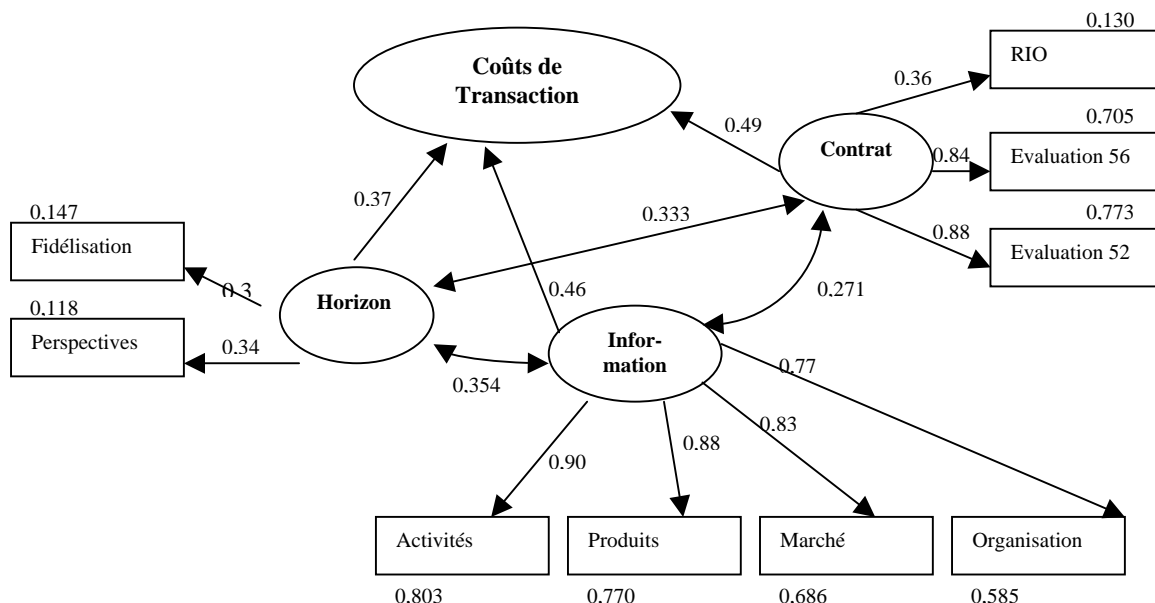 0,130
RIO
Coûts de
Transaction
0.36
0,705
0.49
Contrat
0.84
Evaluation 56
0.37
0,147
0.333
0,773
Fidélisation
0.88
Evaluation 52
0.3
0.46
0,271
Horizon
0,118
Perspectives
0.34
Infor-
mation
0.354
0.77
0.83
0.88
0.90
Activités
Produits
Marché
Organisation
0,803
0,770
0,686
0,585